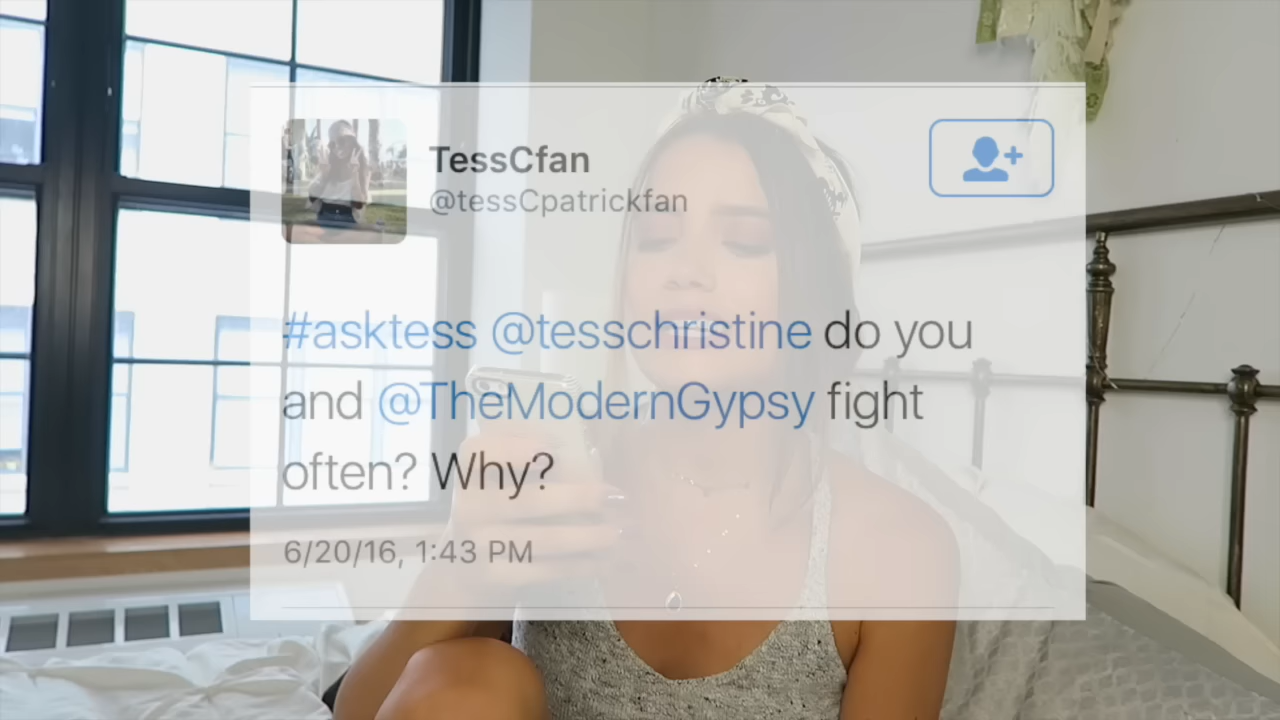 TessCfan
@tessCpatrickfan
#asktess @tesschristine do you
and @TheModernGypsy fight
often? Why?
6/20/16, 1:43 PM